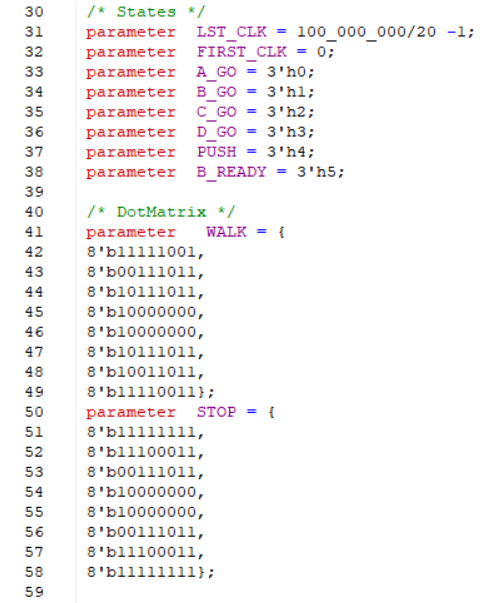 30 /* States */
31 parameter LST_CLK = 100_000_000/20 -1;
32 parameter FIRST_CLK = 0;
33 parameter A_GO = 3'h0;
34 parameter B_GO = 3'h1;
35 parameter C_GO = 3'h2;
36 parameter D_GO = 3'h3;
37 parameter PUSH = 3'h4;
38 parameter B_READY = 3'h5;
39
40 /* DotMatrix */
41 parameter WALK = {
42 8'b11111001,
43 8'b00111011,
44 8'b10111011,
45 8'b10000000,
46 8'b10000000,
47 8'b10111011,
48 8'b10011011,
49 8'b11110011};
50 parameter STOP = {
51 8'b11111111,
52 8'b11100011,
53 8'b00111011,
54 8'b10000000,
55 8'b10000000,
56 8'b00111011,
57 8'b11100011,
58 8'b11111111};
59